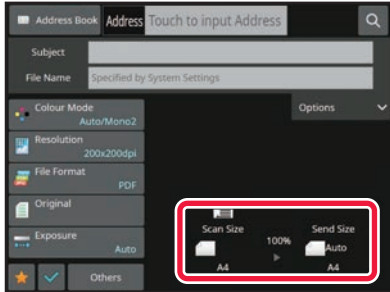 Address Book Address Touch to input Address
Subject
File Name Specified by System Settings
Colour Mode
Auto/Mono2
Options
Resolution
200x200dpi
File Format
PDF
Original
Exposure
Auto
Scan Size
100%
Send Size
Auto
A4
A4
Others